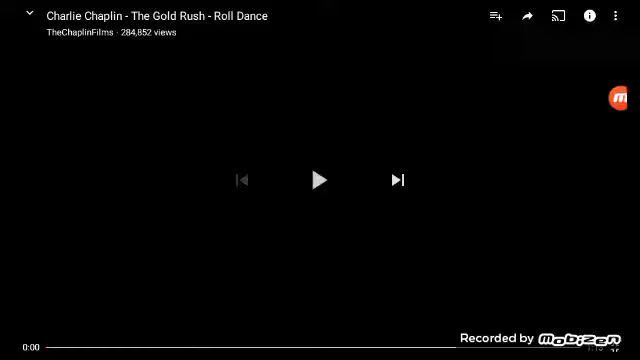 Charlie Chaplin - The Gold Rush - Roll Dance
TheChaplinFilms · 284,852 views
0:00
Recorded by Mobizen